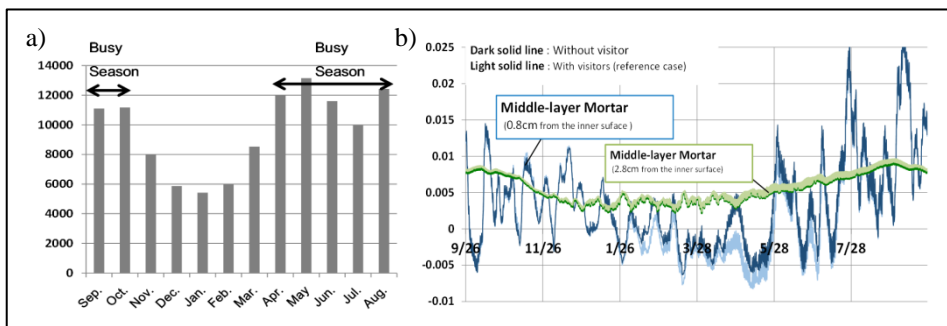 a)
Busy
Season
Busy
Season
14000
12000
10000
8000
6000
4000
2000
0
Sep.
Oct.
Nov.
Dec.
Jan.
Feb.
Mar.
Apr.
May
Jun.
Jul.
Aug.
b)
0.025
0.02
0.015
0.01
0.005
0
-0.005
-0.01
Dark solid line : Without visitor
Light solid line : With visitors (reference case)
Middle-layer Mortar
(0.8cm from the inner suface )
Middle-layer Mortar
(2.8cm from the inner surface)
9/26
11/26
1/26
3/28
5/28
7/28